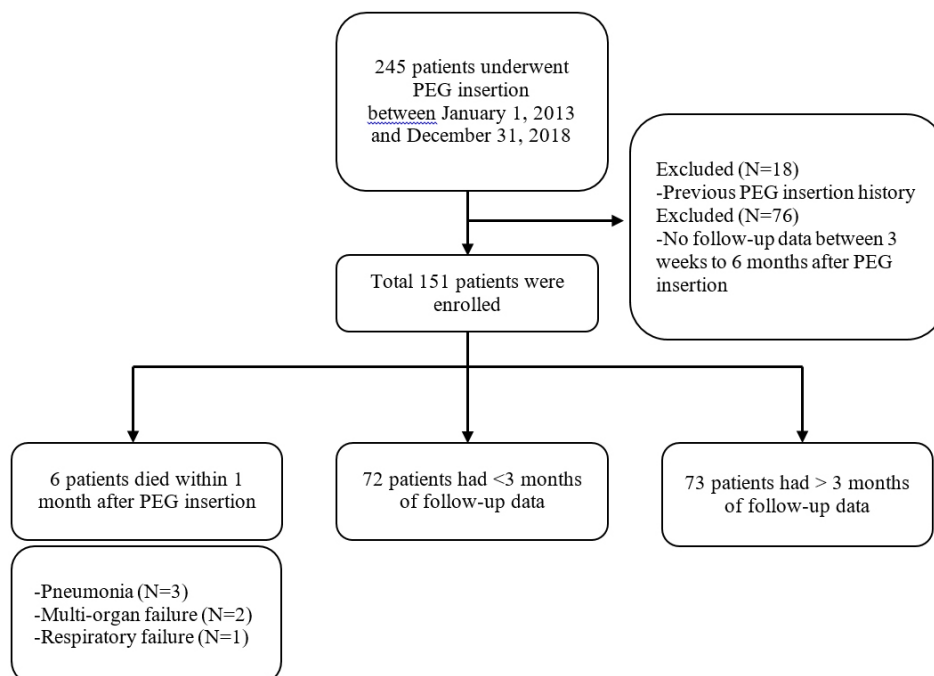 245 patients underwent
PEG insertion
between January 1, 2013
and December 31, 2018
Excluded (N=18)
-Previous PEG insertion history
Excluded (N=76)
-No follow-up data between 3
weeks to 6 months after PEG
insertion
Total 151 patients were
enrolled
6 patients died within 1
month after PEG insertion
72 patients had <3 months
of follow-up data
73 patients had > 3 months
of follow-up data
-Pneumonia (N=3)
-Multi-organ failure (N=2)
-Respiratory failure (N=1)